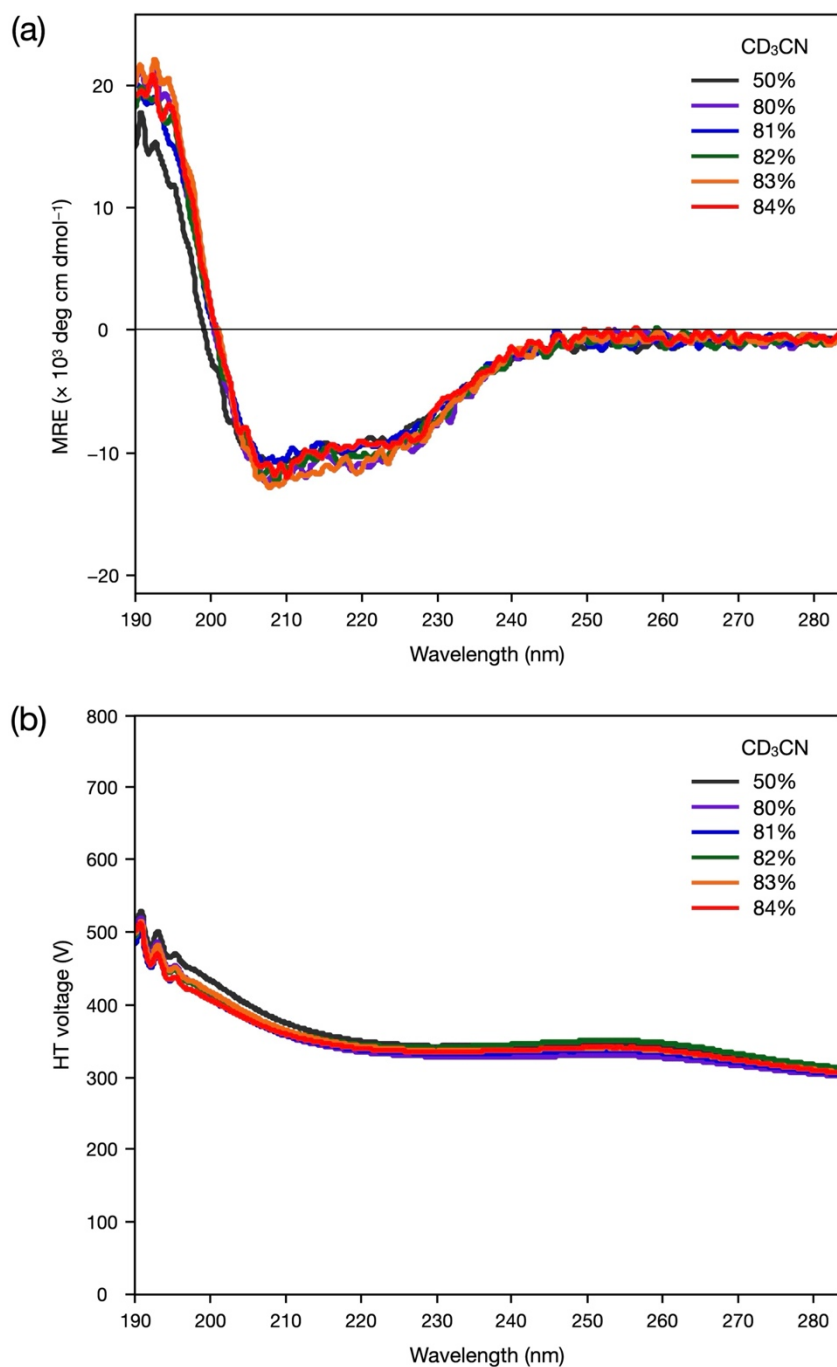 (a)
CD₃CN
50%
80%
81%
82%
83%
84%
20
10
0
−10
−20
MRE (× 10³ deg cm dmol⁻¹)
190 200 210 220 230 240 250 260 270 280
Wavelength (nm)
(b)
CD₃CN
50%
80%
81%
82%
83%
84%
800
700
600
500
400
300
200
100
0
HT voltage (V)
190 200 210 220 230 240 250 260 270 280
Wavelength (nm)